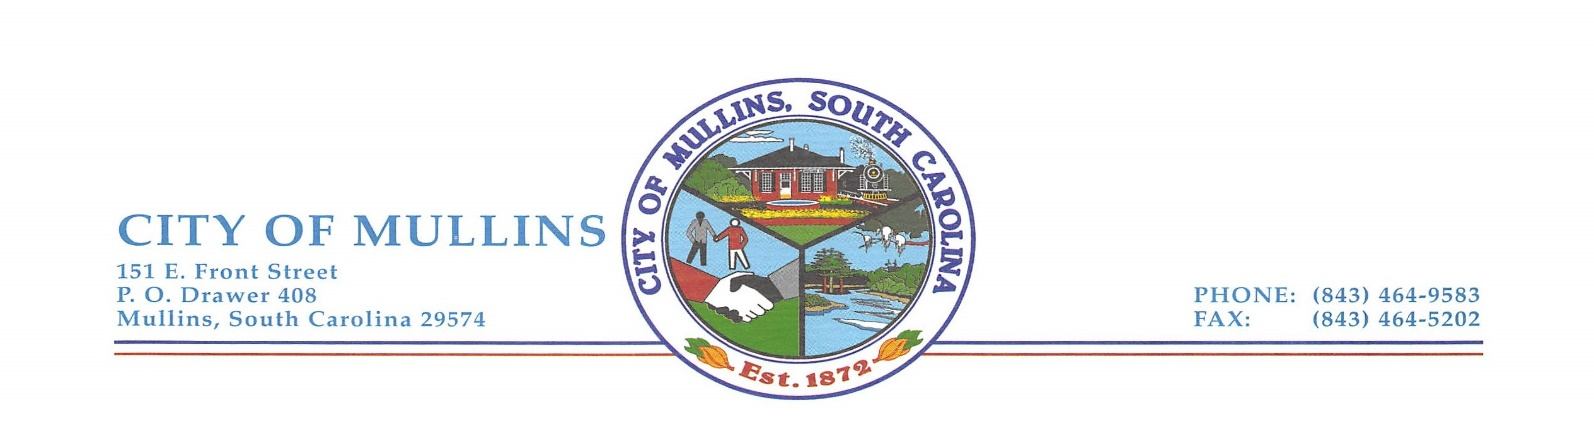 CITY OF MULLINS
151 E. Front Street
P. O. Drawer 408
Mullins, South Carolina 29574
CITY OF MULLINS, SOUTH CAROLINA
Est. 1872
PHONE: (843) 464-9583
FAX: (843) 464-5202